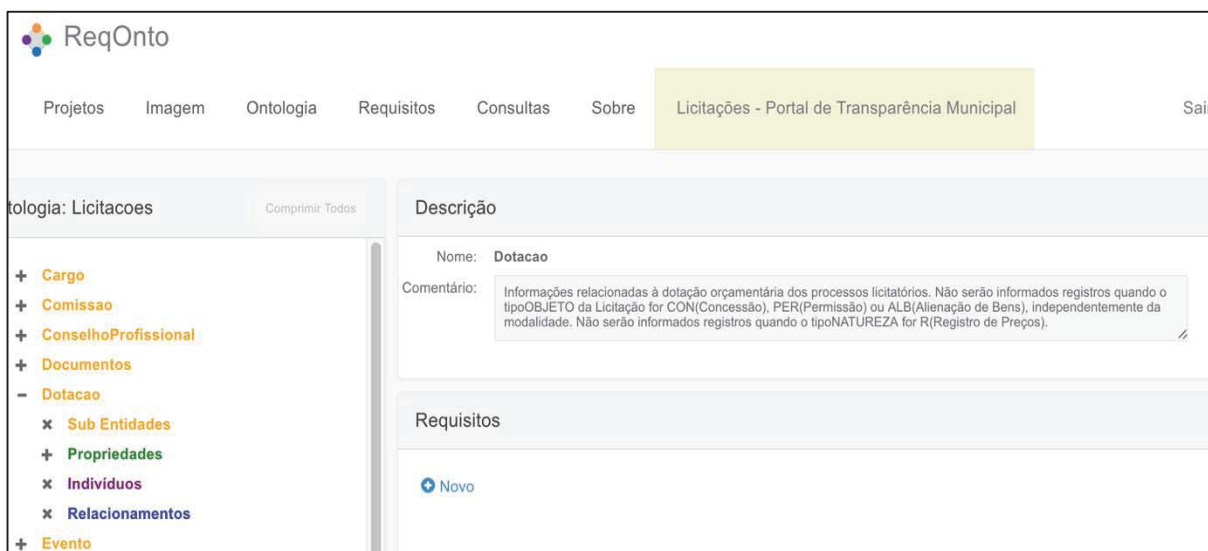 ReqOnto
Projetos Imagem Ontologia Requisitos Consultas Sobre Licitações - Portal de Transparência Municipal Sai
tologia: Licitacoes Comprimir Todos
Cargo
Comissao
ConselhoProfissional
Documentos
Dotacao
Sub Entidades
Propriedades
Indivíduos
Relacionamentos
Evento
Descrição
Nome: Dotacao
Comentário: Informações relacionadas à dotação orçamentária dos processos licitatórios. Não serão informados registros quando o
tipoOBJETO da Licitação for CON(Concessão), PER(Permissão) ou ALB(Alienação de Bens), independentemente da
modalidade. Não serão informados registros quando o tipoNATUREZA for R(Registro de Preços).
Requisitos
Novo